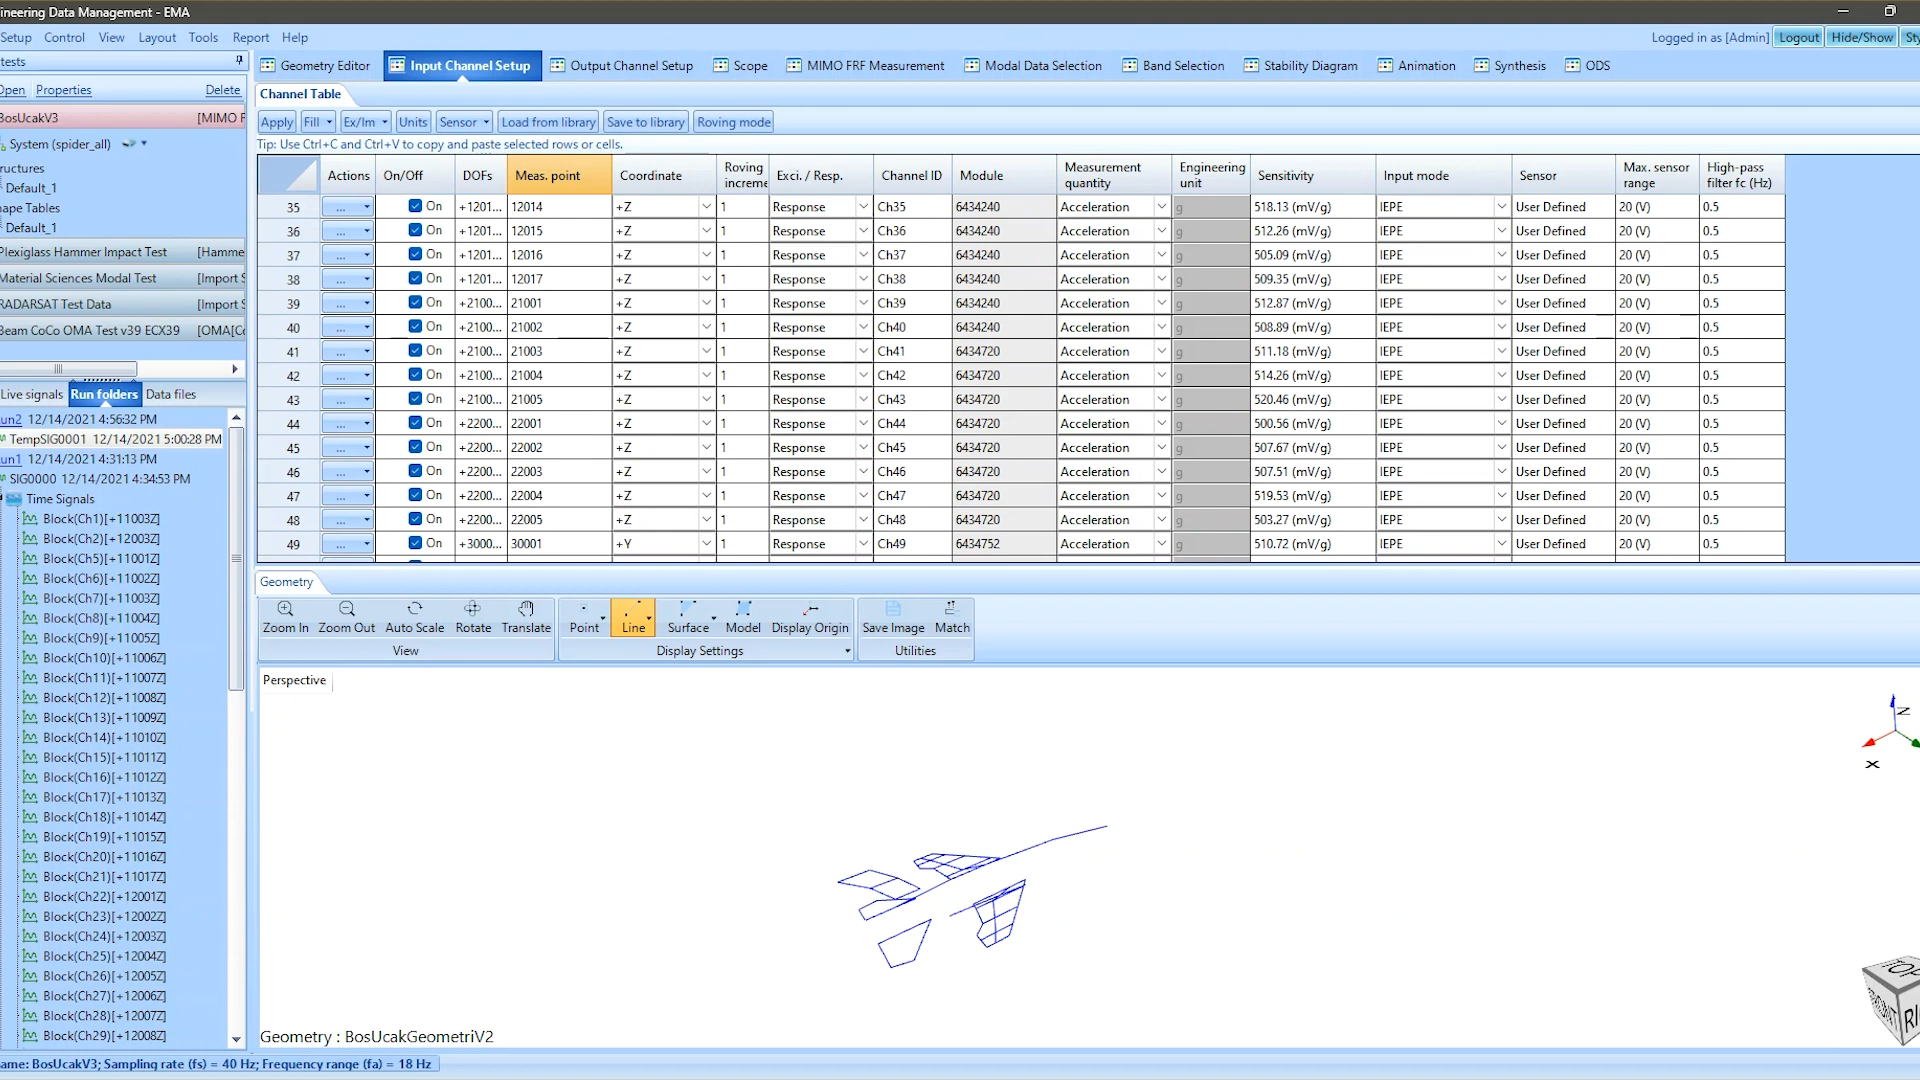 ineering Data Management - EMA
Setup Control View Layout Tools Report Help Logged in as [Admin] Logout Hide/Show Sty
tests
Open Properties Delete
BosUcakV3 [MIMO F
System (spider_all)
ructures
Default_1
hape Tables
Default_1
Plexiglass Hammer Impact Test [Hamme
Material Sciences Modal Test [Import S
RADARSAT Test Data [Import S
Beam CoCo OMA Test v39 ECX39 [OMA[Co
Live signals Run folders Data files
un2 12/14/2021 4:56:32 PM
TempSIG0001 12/14/2021 5:00:28 PM
un1 12/14/2021 4:31:13 PM
SIG0000 12/14/2021 4:34:53 PM
Time Signals
Block(Ch1)[+11003Z]
Block(Ch2)[+12003Z]
Block(Ch5)[+11001Z]
Block(Ch6)[+11002Z]
Block(Ch7)[+11003Z]
Block(Ch8)[+11004Z]
Block(Ch9)[+11005Z]
Block(Ch10)[+11006Z]
Block(Ch11)[+11007Z]
Block(Ch12)[+11008Z]
Block(Ch13)[+11009Z]
Block(Ch14)[+11010Z]
Block(Ch15)[+11011Z]
Block(Ch16)[+11012Z]
Block(Ch17)[+11013Z]
Block(Ch18)[+11014Z]
Block(Ch19)[+11015Z]
Block(Ch20)[+11016Z]
Block(Ch21)[+11017Z]
Block(Ch22)[+12001Z]
Block(Ch23)[+12002Z]
Block(Ch24)[+12003Z]
Block(Ch25)[+12004Z]
Block(Ch26)[+12005Z]
Block(Ch27)[+12006Z]
Block(Ch28)[+12007Z]
Block(Ch29)[+12008Z]
Geometry Editor Input Channel Setup Output Channel Setup Scope MIMO FRF Measurement Modal Data Selection Band Selection Stability Diagram Animation Synthesis ODS
Channel Table
Apply Fill Ex/Im Units Sensor Load from library Save to library Roving mode
Tip: Use Ctrl+C and Ctrl+V to copy and paste selected rows or cells.
Actions On/Off DOFs Meas. point Coordinate Roving increme Exci. / Resp. Channel ID Module Measurement quantity Engineering unit Sensitivity Input mode Sensor Max. sensor range High-pass filter fc (Hz)
35 ... On +1201... 12014 +Z 1 Response Ch35 6434240 Acceleration g 518.13 (mV/g) IEPE User Defined 20 (V) 0.5
36 ... On +1201... 12015 +Z 1 Response Ch36 6434240 Acceleration g 512.26 (mV/g) IEPE User Defined 20 (V) 0.5
37 ... On +1201... 12016 +Z 1 Response Ch37 6434240 Acceleration g 505.09 (mV/g) IEPE User Defined 20 (V) 0.5
38 ... On +1201... 12017 +Z 1 Response Ch38 6434240 Acceleration g 509.35 (mV/g) IEPE User Defined 20 (V) 0.5
39 ... On +2100... 21001 +Z 1 Response Ch39 6434240 Acceleration g 512.87 (mV/g) IEPE User Defined 20 (V) 0.5
40 ... On +2100... 21002 +Z 1 Response Ch40 6434240 Acceleration g 508.89 (mV/g) IEPE User Defined 20 (V) 0.5
41 ... On +2100... 21003 +Z 1 Response Ch41 6434720 Acceleration g 511.18 (mV/g) IEPE User Defined 20 (V) 0.5
42 ... On +2100... 21004 +Z 1 Response Ch42 6434720 Acceleration g 514.26 (mV/g) IEPE User Defined 20 (V) 0.5
43 ... On +2100... 21005 +Z 1 Response Ch43 6434720 Acceleration g 520.46 (mV/g) IEPE User Defined 20 (V) 0.5
44 ... On +2200... 22001 +Z 1 Response Ch44 6434720 Acceleration g 500.56 (mV/g) IEPE User Defined 20 (V) 0.5
45 ... On +2200... 22002 +Z 1 Response Ch45 6434720 Acceleration g 507.67 (mV/g) IEPE User Defined 20 (V) 0.5
46 ... On +2200... 22003 +Z 1 Response Ch46 6434720 Acceleration g 507.51 (mV/g) IEPE User Defined 20 (V) 0.5
47 ... On +2200... 22004 +Z 1 Response Ch47 6434720 Acceleration g 519.53 (mV/g) IEPE User Defined 20 (V) 0.5
48 ... On +2200... 22005 +Z 1 Response Ch48 6434720 Acceleration g 503.27 (mV/g) IEPE User Defined 20 (V) 0.5
49 ... On +3000... 30001 +Y 1 Response Ch49 6434752 Acceleration g 510.72 (mV/g) IEPE User Defined 20 (V) 0.5
Geometry
Zoom In Zoom Out Auto Scale Rotate Translate Point Line Surface Model Display Origin Save Image Match
View Display Settings Utilities
Perspective
Z
X
TOP
FRONT
RI
Geometry : BosUcakGeometriV2
ame: BosUcakV3; Sampling rate (fs) = 40 Hz; Frequency range (fa) = 18 Hz